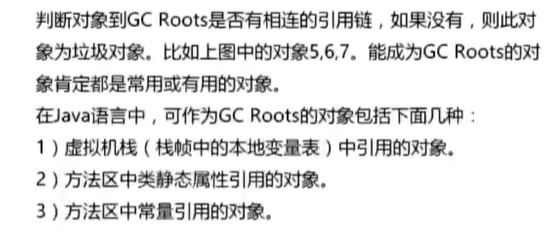 判断对象到GC Roots是否有相连的引用链，如果没有，则此对
象为垃圾对象。比如上图中的对象5,6,7。能成为GC Roots的对
象肯定都是常用或有用的对象。
在Java语言中，可作为GC Roots的对象包括下面几种：
1）虚拟机栈（栈帧中的本地变量表）中引用的对象。
2）方法区中类静态属性引用的对象。
3）方法区中常量引用的对象。